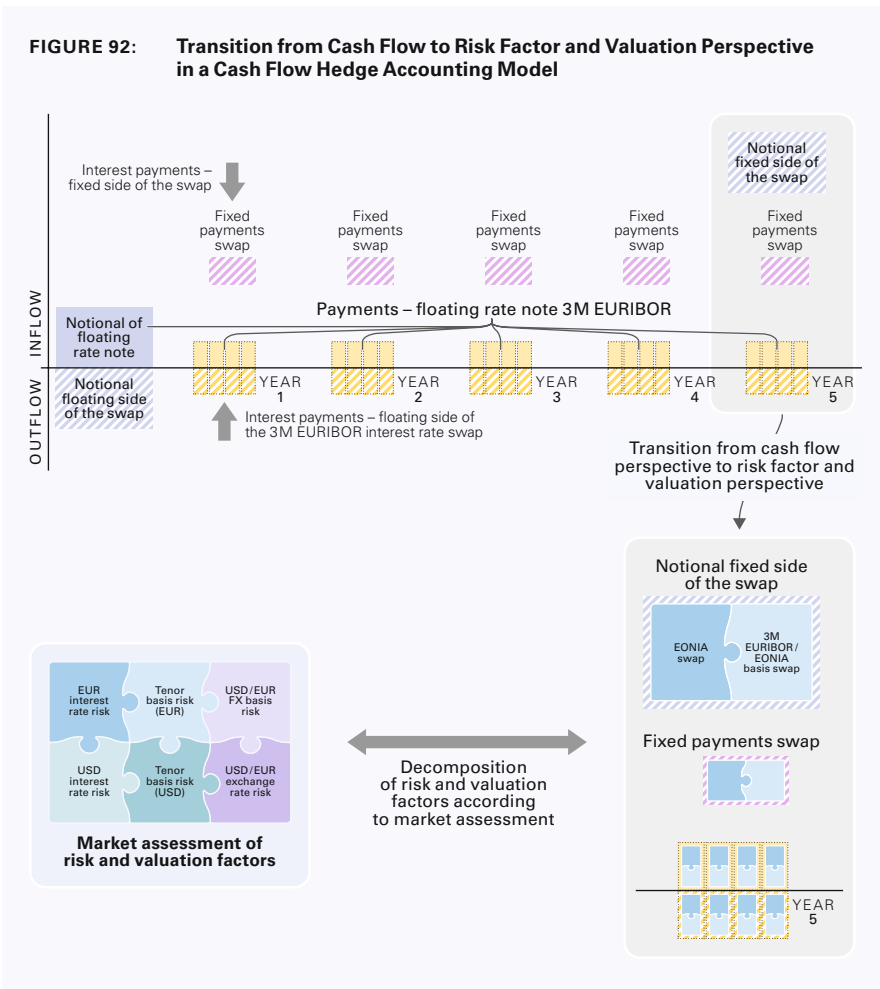 FIGURE 92: Transition from Cash Flow to Risk Factor and Valuation Perspective
in a Cash Flow Hedge Accounting Model
Notional
fixed side of
the swap
Interest payments –
fixed side of the swap
Fixed
payments
swap
Fixed
payments
swap
Fixed
payments
swap
Fixed
payments
swap
Fixed
payments
swap
INFLOW
Payments – floating rate note 3M EURIBOR
Notional of
floating
rate note
OUTFLOW
Notional
floating side
of the swap
YEAR
1
YEAR
2
YEAR
3
YEAR
4
YEAR
5
Interest payments – floating side of
the 3M EURIBOR interest rate swap
Transition from cash flow
perspective to risk factor and
valuation perspective
Notional fixed side
of the swap
EONIA
swap
3M
EURIBOR/
EONIA
basis swap
EUR
interest
rate risk
Tenor
basis risk
(EUR)
USD/EUR
FX basis
risk
USD
interest
rate risk
Tenor
basis risk
(USD)
USD/EUR
exchange
rate risk
Market assessment of
risk and valuation factors
Decomposition
of risk and valuation
factors according
to market assessment
Fixed payments swap
YEAR
5